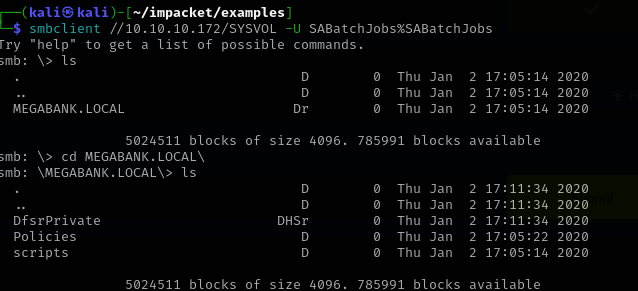 ┌──(kali㉿kali)-[~/impacket/examples]
└─$ smbclient //10.10.10.172/SYSVOL -U SABatchJobs%SABatchJobs
Try "help" to get a list of possible commands.
smb: \> ls
  .                                   D        0  Thu Jan  2 17:05:14 2020
  ..                                  D        0  Thu Jan  2 17:05:14 2020
  MEGABANK.LOCAL                     Dr        0  Thu Jan  2 17:05:14 2020
                5024511 blocks of size 4096. 785991 blocks available
smb: \> cd MEGABANK.LOCAL\
smb: \MEGABANK.LOCAL\> ls
  .                                   D        0  Thu Jan  2 17:11:34 2020
  ..                                  D        0  Thu Jan  2 17:11:34 2020
  DfsrPrivate                      DHSr        0  Thu Jan  2 17:11:34 2020
  Policies                            D        0  Thu Jan  2 17:05:22 2020
  scripts                             D        0  Thu Jan  2 17:05:14 2020
                5024511 blocks of size 4096. 785991 blocks available